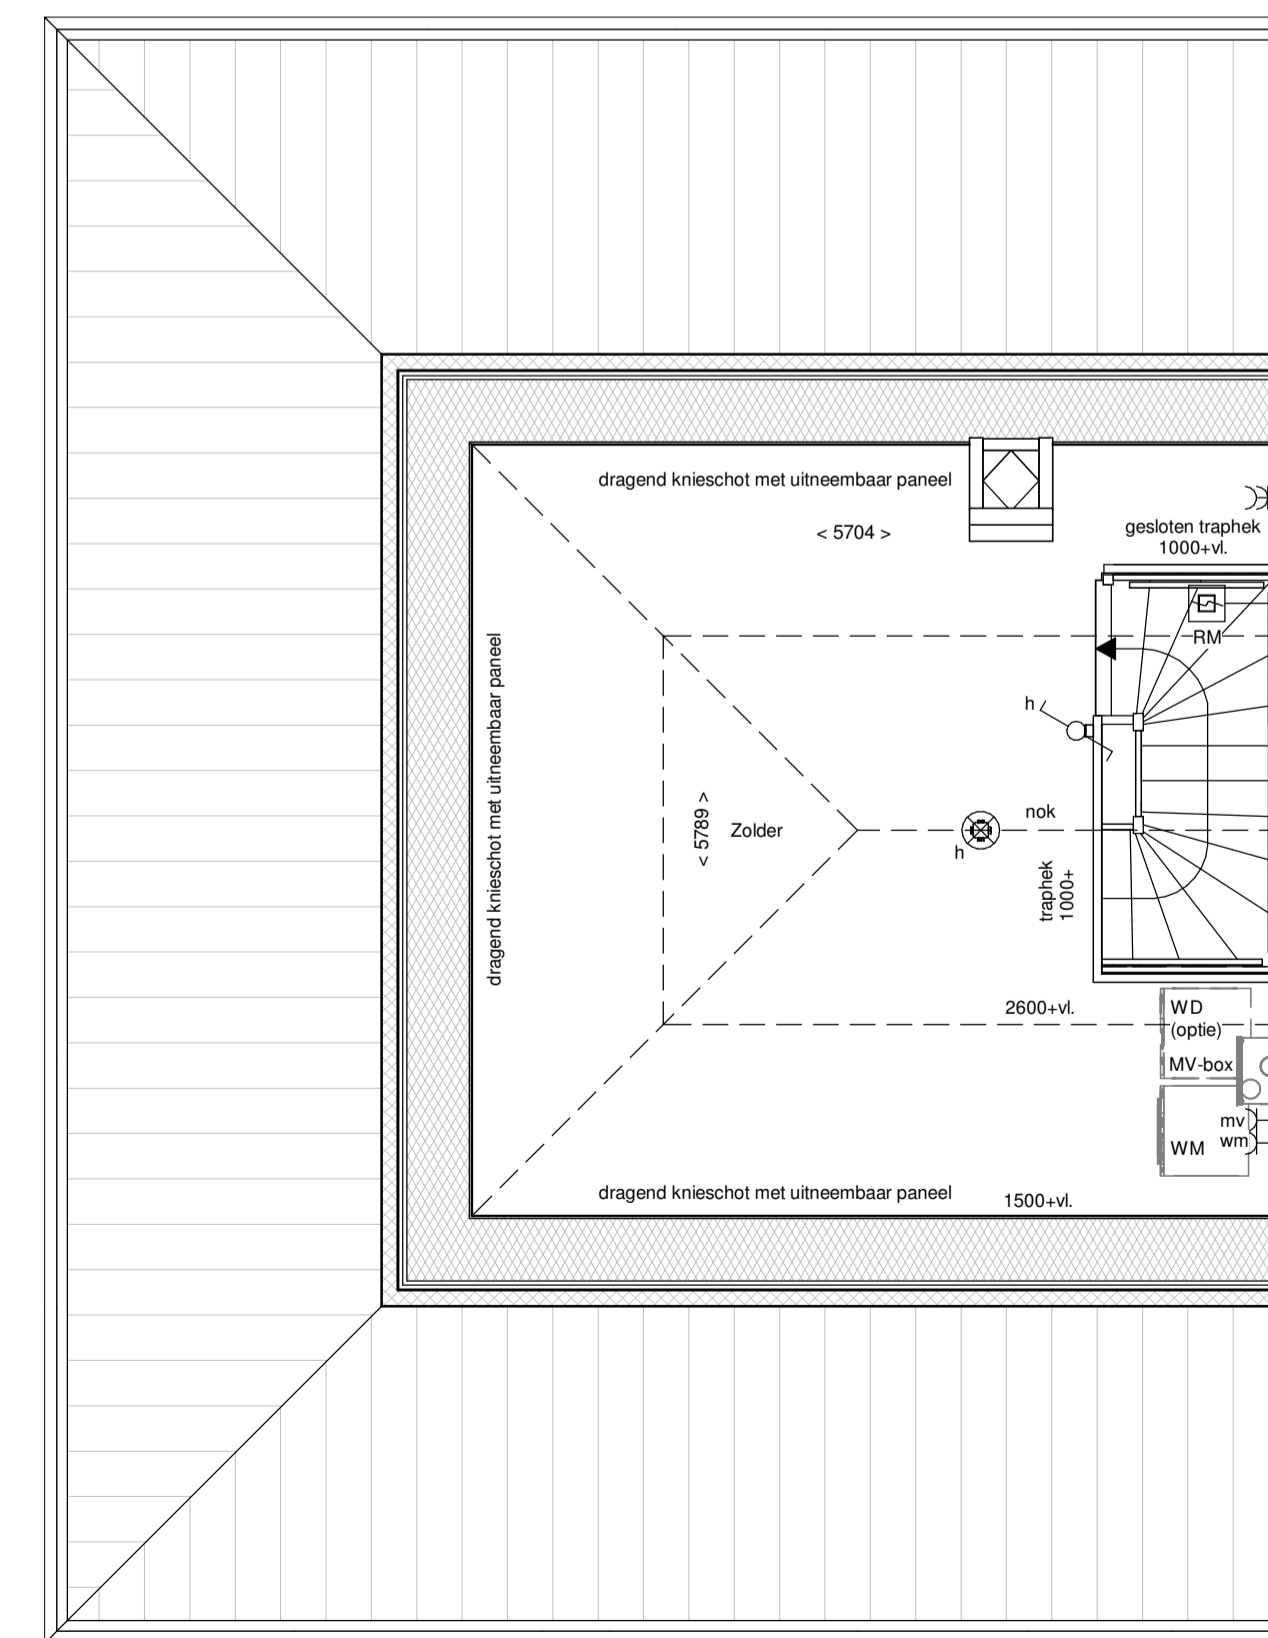 dragend knieschot met uitneembaar paneel
< 5704 >
gesloten traphek
1000+vl.
RM
dragend knieschot met uitneembaar paneel
h
< 5789 >
Zolder
nok
h
traphek
1000+
2600+vl.
WD
(optie)
MV-box
mv
wm
WM
dragend knieschot met uitneembaar paneel
1500+vl.